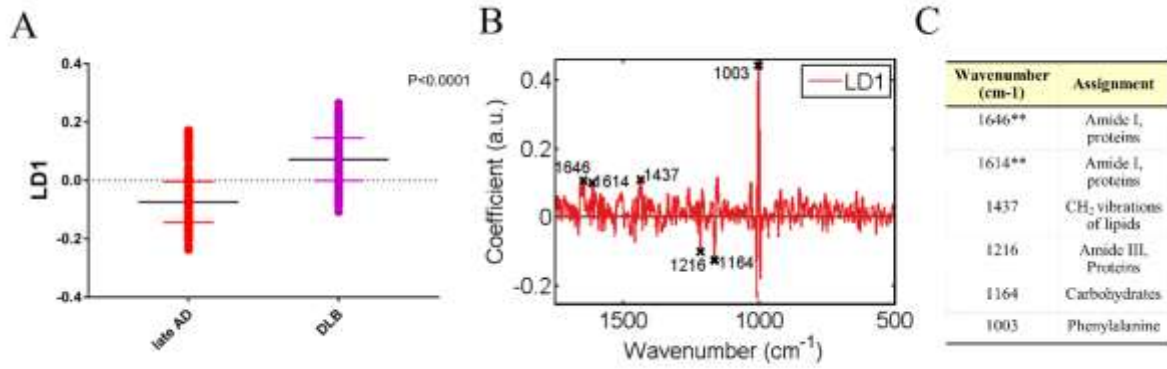 A
0.4
0.2
0.0
-0.2
-0.4
LD1
P<0.0001
late AD
DLB
B
0.4
0.2
0
-0.2
Coefficient (a.u.)
1003
LD1
1646
1614
1437
1216
1164
1500
1000
500
Wavenumber (cm-1)
C
Wavenumber
(cm-1)
Assignment
1646**
Amide I,
proteins
1614**
Amide I,
proteins
1437
CH2 vibrations
of lipids
1216
Amide III,
Proteins
1164
Carbohydrates
1003
Phenylalanine